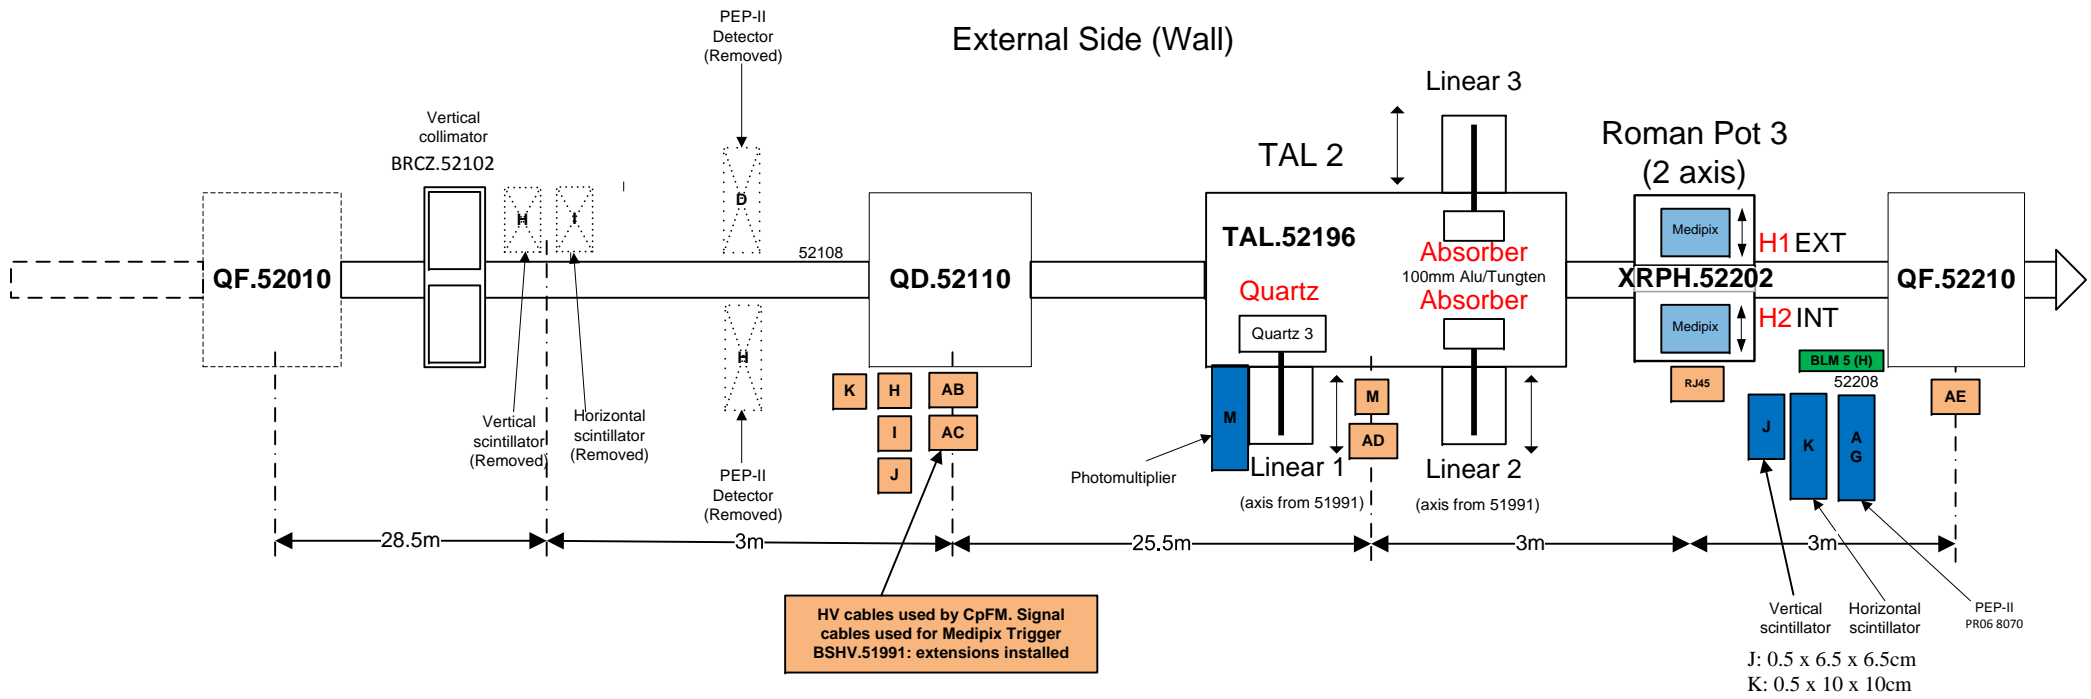 External Side (Wall)
PEP-II
Detector
(Removed)
Linear 3
Vertical
collimator
BRCZ.52102
TAL 2
Roman Pot 3
(2 axis)
H
I
D
52108
QF.52010
QD.52110
TAL.52196
Absorber
100mm Alu/Tungten
Absorber
Quartz
Quartz 3
Medipix
H1 EXT
XRPH.52202
Medipix
H2 INT
QF.52210
H
BLM 5 (H)
52208
K
H
AB
I
AC
J
M
M
AD
RJ45
J
K
A
G
AE
Vertical
scintillator
(Removed)
Horizontal
scintillator
(Removed)
PEP-II
Detector
(Removed)
Photomultiplier
Linear 1
(axis from 51991)
Linear 2
(axis from 51991)
28.5m
3m
25.5m
3m
3m
HV cables used by CpFM. Signal
cables used for Medipix Trigger
BSHV.51991: extensions installed
Vertical
scintillator
Horizontal
scintillator
PEP-II
PR06 8070
J: 0.5 x 6.5 x 6.5cm
K: 0.5 x 10 x 10cm